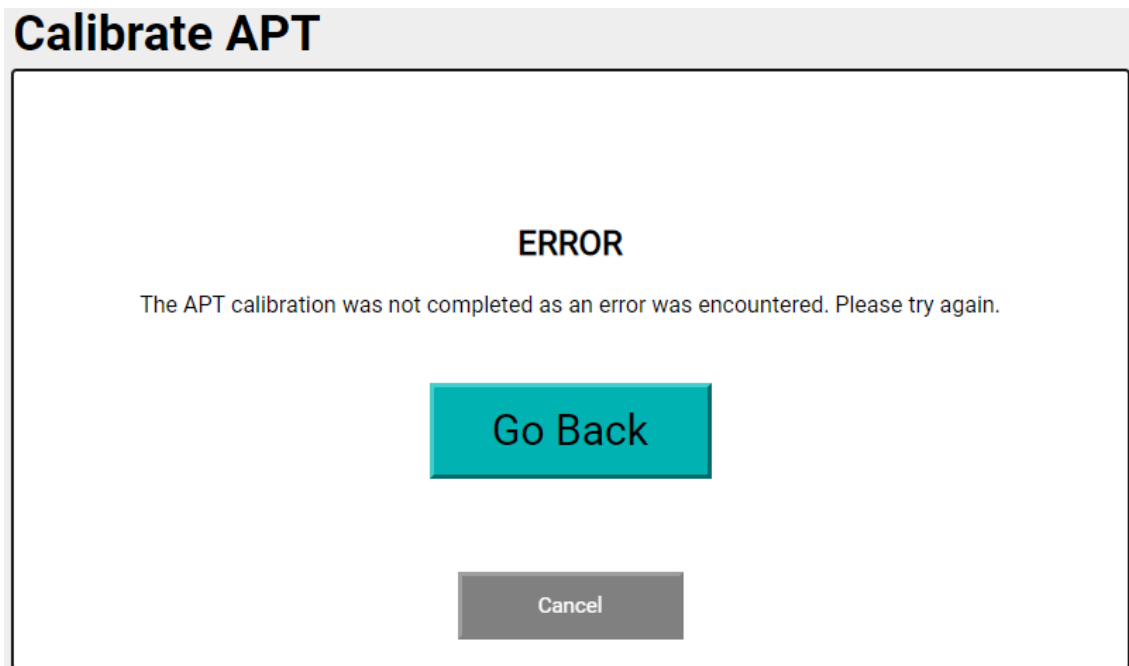 Calibrate APT
ERROR
The APT calibration was not completed as an error was encountered. Please try again.
Go Back
Cancel